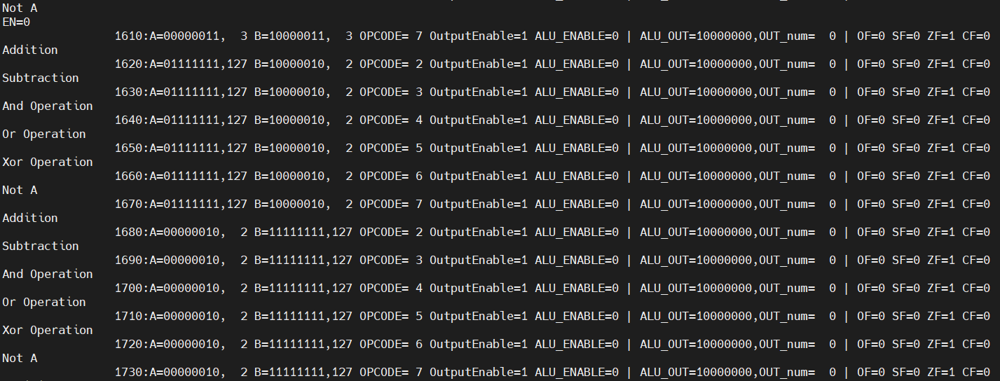 Not A
EN=0
1610:A=00000011,  3 B=10000011,  3 OPCODE= 7 OutputEnable=1 ALU_ENABLE=0 | ALU_OUT=10000000,OUT_num=  0 | OF=0 SF=0 ZF=1 CF=0
Addition
1620:A=01111111,127 B=10000010,  2 OPCODE= 2 OutputEnable=1 ALU_ENABLE=0 | ALU_OUT=10000000,OUT_num=  0 | OF=0 SF=0 ZF=1 CF=0
Subtraction
1630:A=01111111,127 B=10000010,  2 OPCODE= 3 OutputEnable=1 ALU_ENABLE=0 | ALU_OUT=10000000,OUT_num=  0 | OF=0 SF=0 ZF=1 CF=0
And Operation
1640:A=01111111,127 B=10000010,  2 OPCODE= 4 OutputEnable=1 ALU_ENABLE=0 | ALU_OUT=10000000,OUT_num=  0 | OF=0 SF=0 ZF=1 CF=0
Or Operation
1650:A=01111111,127 B=10000010,  2 OPCODE= 5 OutputEnable=1 ALU_ENABLE=0 | ALU_OUT=10000000,OUT_num=  0 | OF=0 SF=0 ZF=1 CF=0
Xor Operation
1660:A=01111111,127 B=10000010,  2 OPCODE= 6 OutputEnable=1 ALU_ENABLE=0 | ALU_OUT=10000000,OUT_num=  0 | OF=0 SF=0 ZF=1 CF=0
Not A
1670:A=01111111,127 B=10000010,  2 OPCODE= 7 OutputEnable=1 ALU_ENABLE=0 | ALU_OUT=10000000,OUT_num=  0 | OF=0 SF=0 ZF=1 CF=0
Addition
1680:A=00000010,  2 B=11111111,127 OPCODE= 2 OutputEnable=1 ALU_ENABLE=0 | ALU_OUT=10000000,OUT_num=  0 | OF=0 SF=0 ZF=1 CF=0
Subtraction
1690:A=00000010,  2 B=11111111,127 OPCODE= 3 OutputEnable=1 ALU_ENABLE=0 | ALU_OUT=10000000,OUT_num=  0 | OF=0 SF=0 ZF=1 CF=0
And Operation
1700:A=00000010,  2 B=11111111,127 OPCODE= 4 OutputEnable=1 ALU_ENABLE=0 | ALU_OUT=10000000,OUT_num=  0 | OF=0 SF=0 ZF=1 CF=0
Or Operation
1710:A=00000010,  2 B=11111111,127 OPCODE= 5 OutputEnable=1 ALU_ENABLE=0 | ALU_OUT=10000000,OUT_num=  0 | OF=0 SF=0 ZF=1 CF=0
Xor Operation
1720:A=00000010,  2 B=11111111,127 OPCODE= 6 OutputEnable=1 ALU_ENABLE=0 | ALU_OUT=10000000,OUT_num=  0 | OF=0 SF=0 ZF=1 CF=0
Not A
1730:A=00000010,  2 B=11111111,127 OPCODE= 7 OutputEnable=1 ALU_ENABLE=0 | ALU_OUT=10000000,OUT_num=  0 | OF=0 SF=0 ZF=1 CF=0